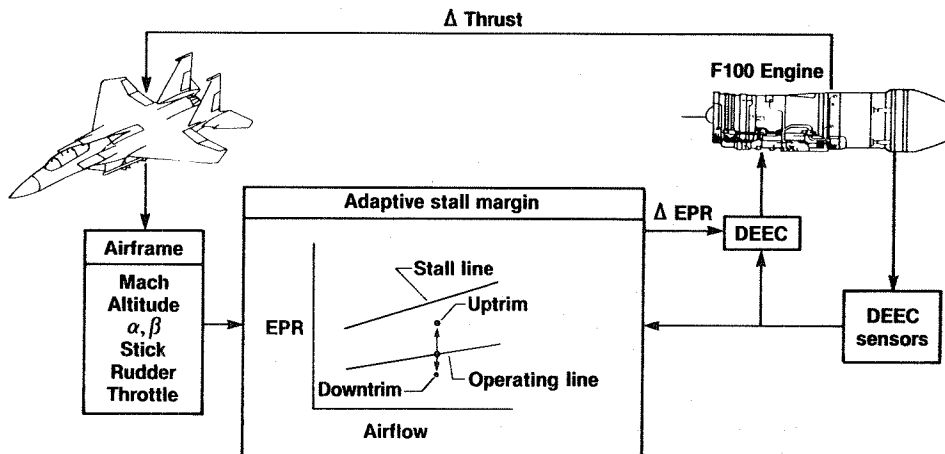 Δ Thrust
F100 Engine
Adaptive stall margin
Δ EPR
DEEC
Airframe
Mach
Altitude
α, β
Stick
Rudder
Throttle
Stall line
Uptrim
EPR
Downtrim
Operating line
Airflow
DEEC
sensors